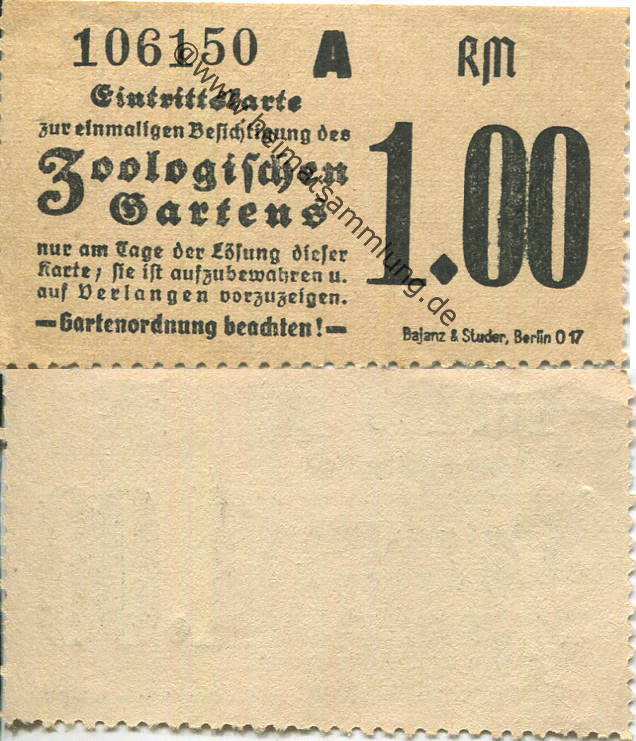 106150 A RM
Eintrittskarte
zur einmaligen Besichtigung des
Zoologischen
Gartens
1.00
nur am Tage der Lösung dieser
Karte; sie ist aufzubewahren u.
auf Verlangen vorzuzeigen.
— Gartenordnung beachten! —
Bajanz & Studer, Berlin O 17
@www.heimatsammlung.de